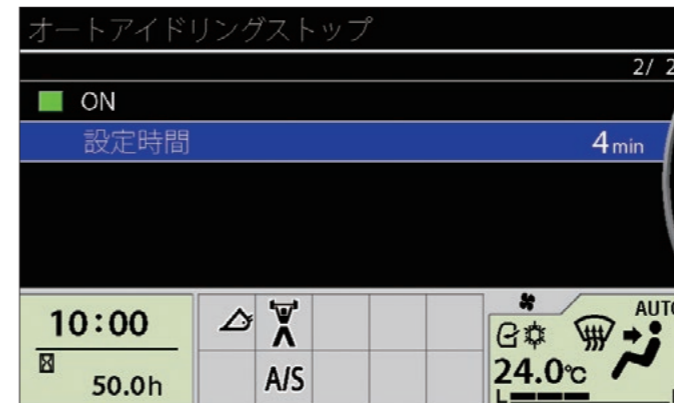 オートアイドリングストップ
2/ 2
ON
設定時間 4min
10:00
50.0h
A/S
AUTO
24.0℃
L